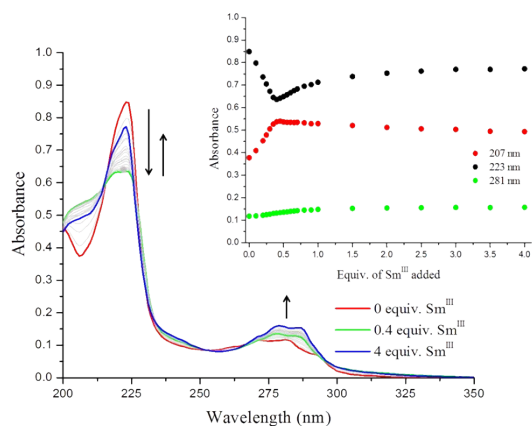 1.0
0.9
0.8
0.7
0.6
0.5
0.4
0.3
0.2
0.1
0.0
Absorbance
200 225 250 275 300 325 350
Wavelength (nm)
0 equiv. Sm^III
0.4 equiv. Sm^III
4 equiv. Sm^III
1.0
0.9
0.8
0.7
0.6
0.5
0.4
0.3
0.2
0.1
0.0
Absorbance
0.0 0.5 1.0 1.5 2.0 2.5 3.0 3.5 4.0
Equiv. of Sm^III added
207 nm
223 nm
281 nm